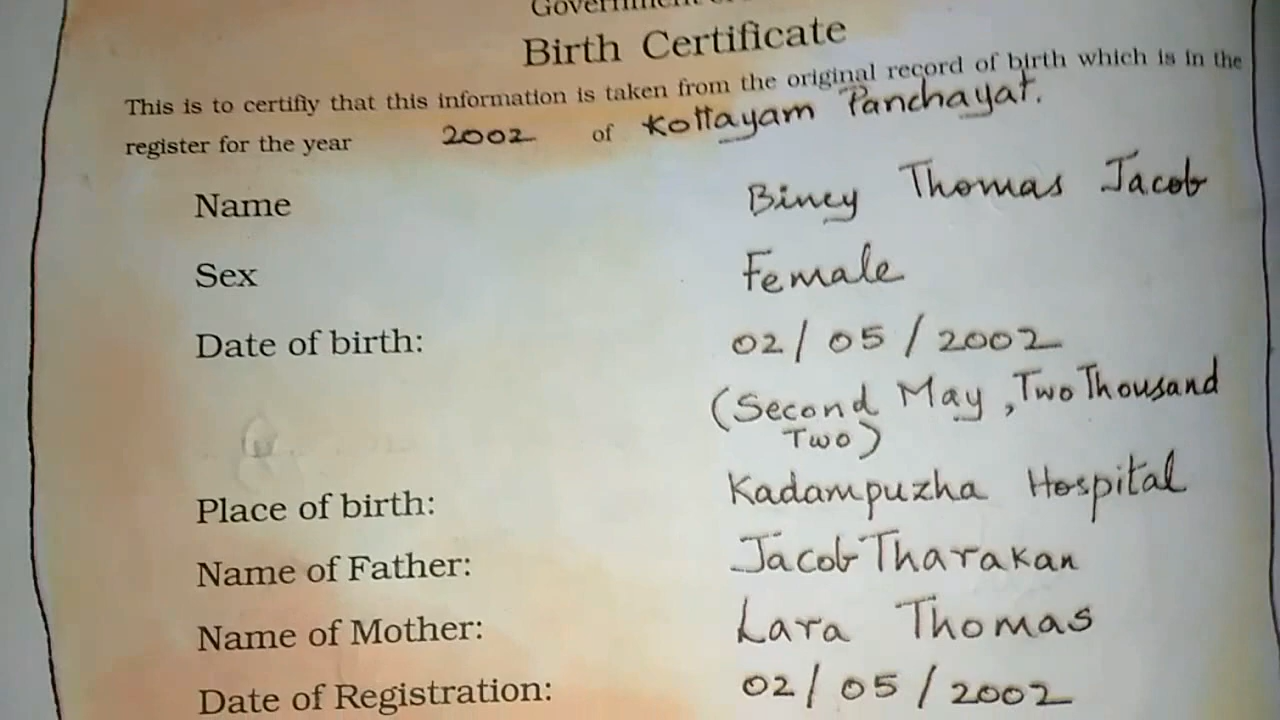 Government of
Birth Certificate
This is to certifiy that this information is taken from the original record of birth which is in the
register for the year 2002 of Kottayam Panchayat.
Name Biney Thomas Jacob
Sex Female
Date of birth: 02/05/2002
(Second May, Two Thousand
Two)
Place of birth: Kadampuzha Hospital
Name of Father: Jacob Tharakan
Name of Mother: Lara Thomas
Date of Registration: 02/05/2002